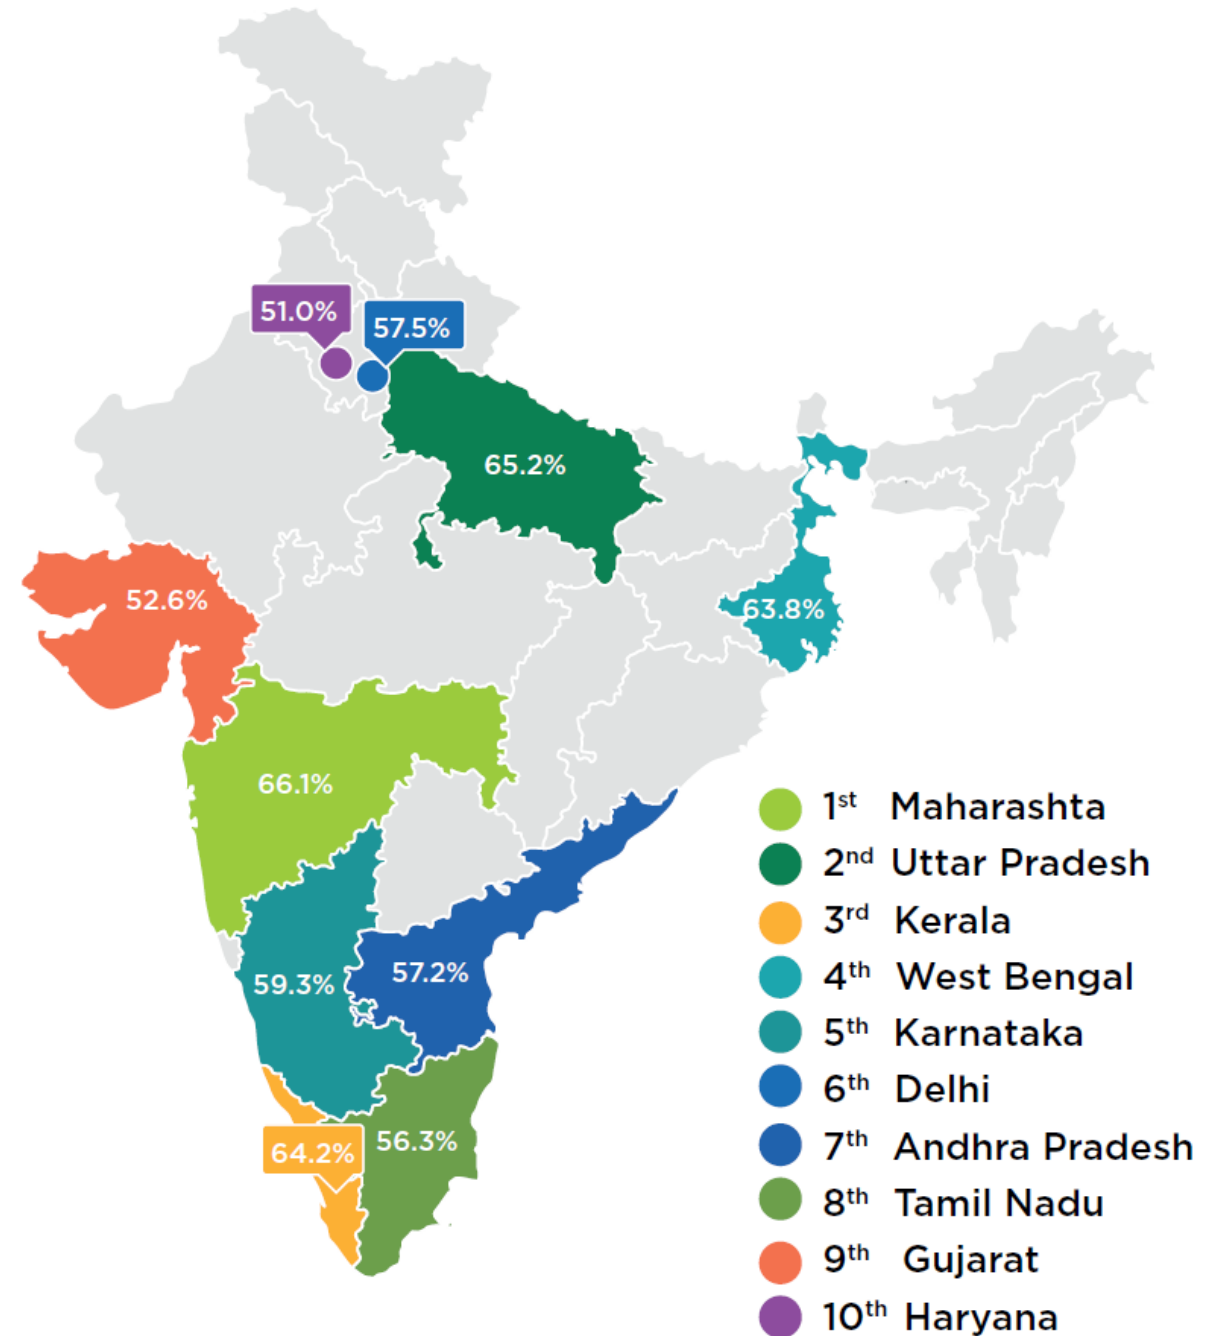 51.0%
57.5%
65.2%
52.6%
63.8%
66.1%
59.3%
57.2%
64.2%
56.3%
1st Maharashta
2nd Uttar Pradesh
3rd Kerala
4th West Bengal
5th Karnataka
6th Delhi
7th Andhra Pradesh
8th Tamil Nadu
9th Gujarat
10th Haryana